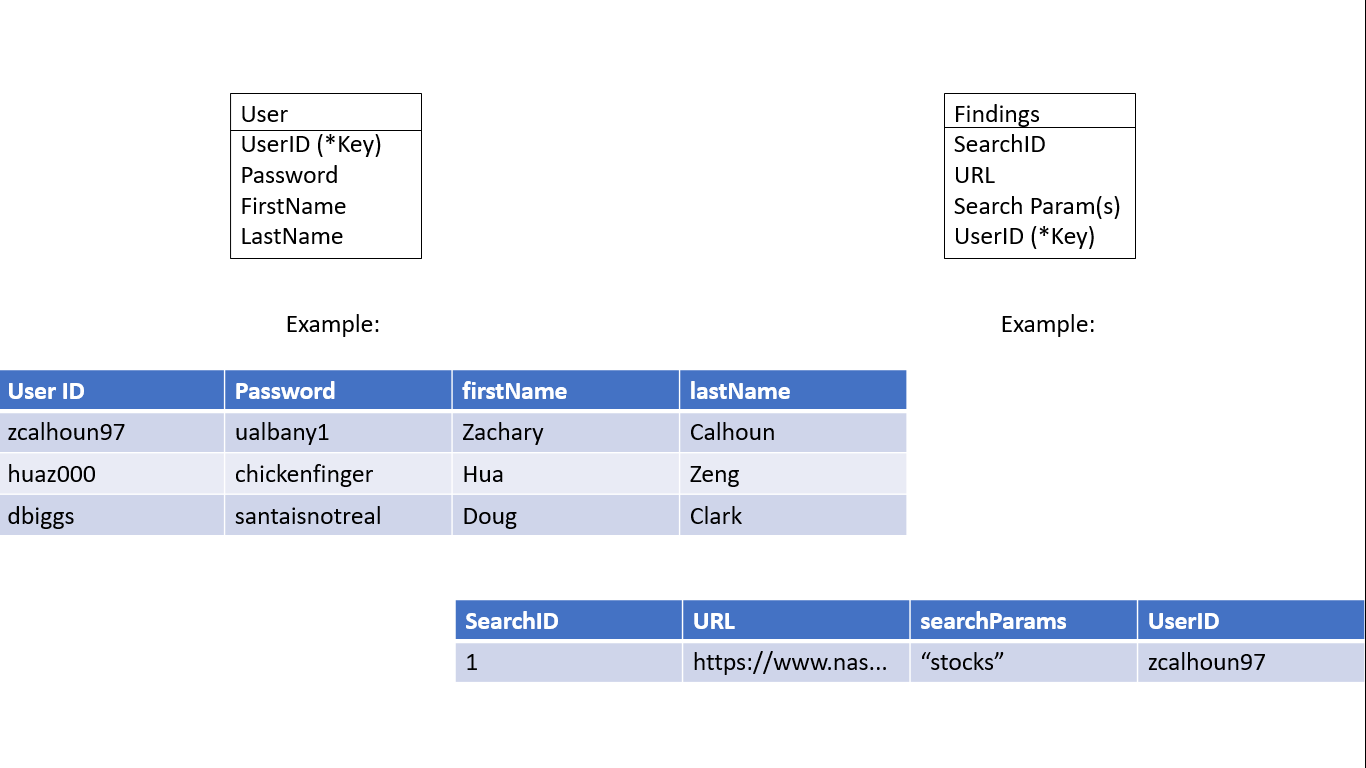 User
UserID (*Key)
Password
FirstName
LastName
Findings
SearchID
URL
Search Param(s)
UserID (*Key)
Example:
Example:
User ID Password firstName lastName
zcalhoun97 ualbany1 Zachary Calhoun
huaz000 chickenfinger Hua Zeng
dbiggs santaisnotreal Doug Clark
SearchID URL searchParams UserID
1 https://www.nas... “stocks” zcalhoun97